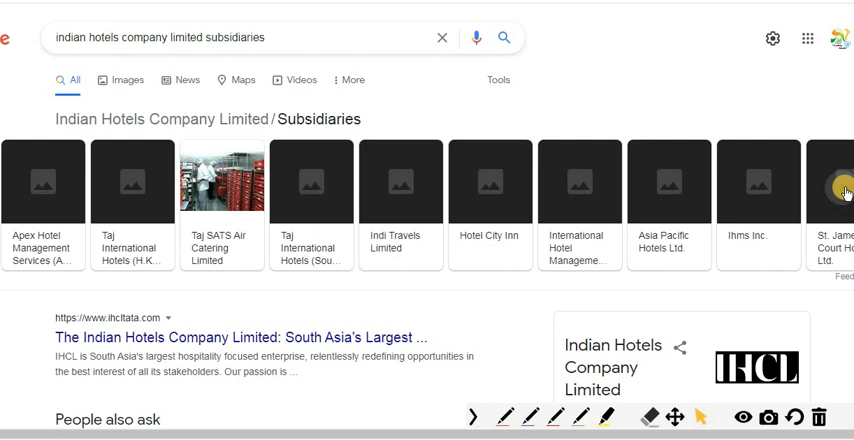 indian hotels company limited subsidiaries
All Images News Maps Videos More Tools
Indian Hotels Company Limited / Subsidiaries
Apex Hotel
Management
Services (A...
Taj
International
Hotels (H.K...
Taj SATS Air
Catering
Limited
Taj
International
Hotels (Sou...
Indi Travels
Limited
Hotel City Inn
International
Hotel
Manageme...
Asia Pacific
Hotels Ltd.
Ihms Inc.
St. Jame
Court Ho
Ltd.
Feed
https://www.ihcltata.com
The Indian Hotels Company Limited: South Asia's Largest ...
IHCL is South Asia's largest hospitality focused enterprise, relentlessly redefining opportunities in
the best interest of all its stakeholders. Our passion is ...
People also ask
Indian Hotels
Company
Limited
IHCL